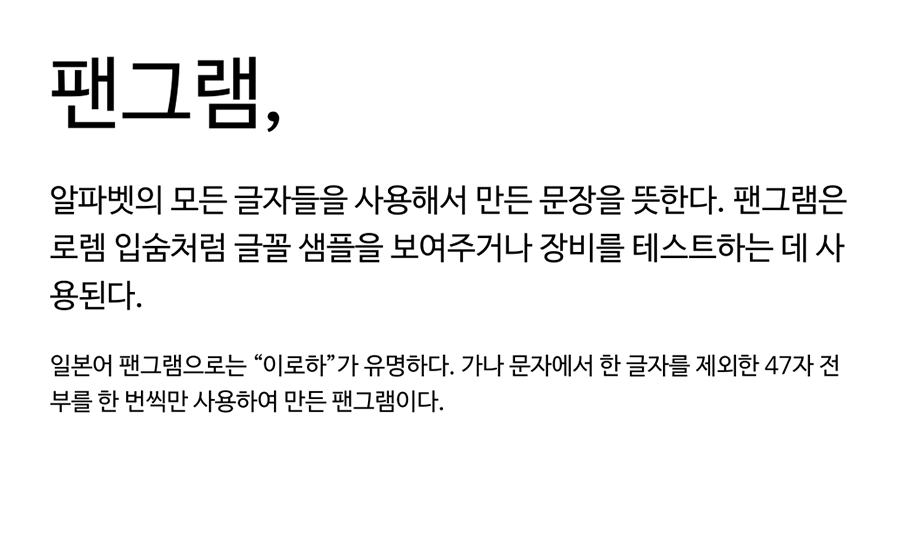 팬그램,
알파벳의 모든 글자들을 사용해서 만든 문장을 뜻한다. 팬그램은
로렘 입숨처럼 글꼴 샘플을 보여주거나 장비를 테스트하는 데 사
용된다.
일본어 팬그램으로는 “이로하”가 유명하다. 가나 문자에서 한 글자를 제외한 47자 전
부를 한 번씩만 사용하여 만든 팬그램이다.